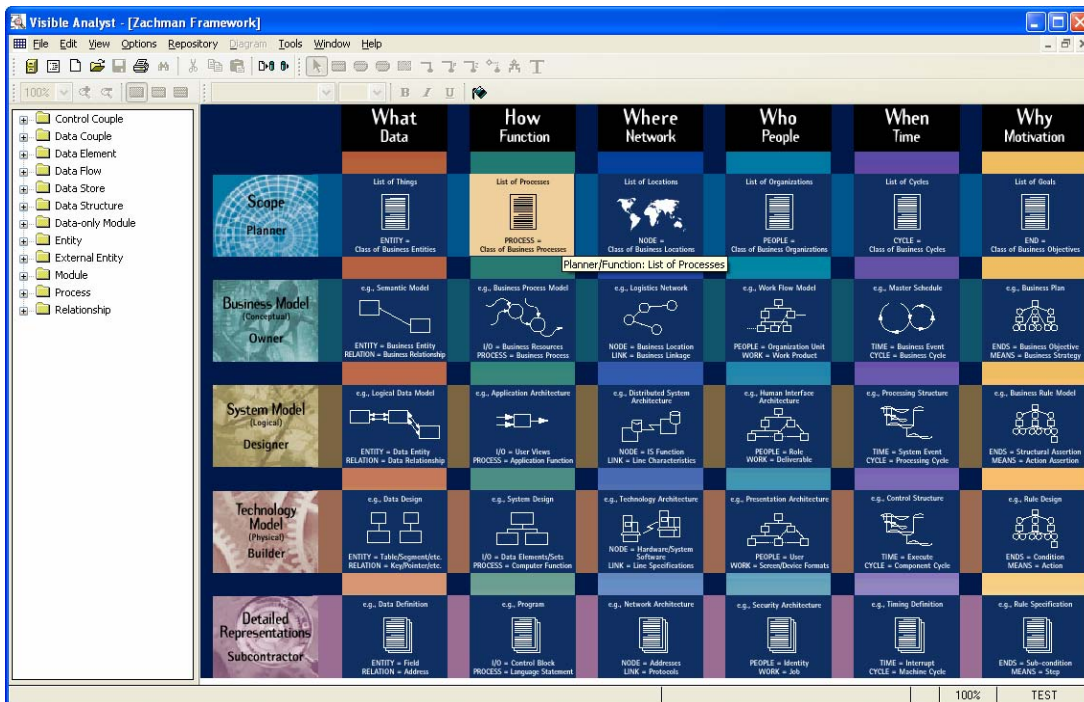 Visible Analyst - [Zachman Framework]
File Edit View Options Repository Diagram Tools Window Help
100%
B I U
Control Couple
Data Couple
Data Element
Data Flow
Data Store
Data Structure
Data-only Module
Entity
External Entity
Module
Process
Relationship
What
Data
How
Function
Where
Network
Who
People
When
Time
Why
Motivation
Scope
Planner
List of Things
ENTITY =
Class of Business Entities
List of Processes
PROCESS =
Class of Business Processes
List of Locations
NODE =
Class of Business Locations
List of Organizations
PEOPLE =
Class of Business Organizations
List of Cycles
CYCLE =
Class of Business Cycles
List of Goals
END =
Class of Business Objectives
Planner/Function: List of Processes
Business Model
(Conceptual)
Owner
e.g., Semantic Model
ENTITY = Business Entity
RELATION = Business Relationship
e.g., Business Process Model
I/O = Business Resources
PROCESS = Business Process
e.g., Logistics Network
NODE = Business Location
LINK = Business Linkage
e.g., Work Flow Model
PEOPLE = Organization Unit
WORK = Work Product
e.g., Master Schedule
TIME = Business Event
CYCLE = Business Cycle
e.g., Business Plan
ENDS = Business Objective
MEANS = Business Strategy
System Model
(Logical)
Designer
e.g., Logical Data Model
ENTITY = Data Entity
RELATION = Data Relationship
e.g., Application Architecture
I/O = User Views
PROCESS = Application Function
e.g., Distributed System
Architecture
NODE = IS Function
LINK = Line Characteristics
e.g., Human Interface
Architecture
PEOPLE = Role
WORK = Deliverable
e.g., Processing Structure
TIME = System Event
CYCLE = Processing Cycle
e.g., Business Rule Model
ENDS = Structural Assertion
MEANS = Action Assertion
Technology
Model
(Physical)
Builder
e.g., Data Design
ENTITY = Table/Segment/etc.
RELATION = Key/Pointer/etc.
e.g., System Design
I/O = Data Elements/Sets
PROCESS = Computer Function
e.g., Technology Architecture
NODE = Hardware/System
Software
LINK = Line Specifications
e.g., Presentation Architecture
PEOPLE = User
WORK = Screen/Device Formats
e.g., Control Structure
TIME = Execute
CYCLE = Component Cycle
e.g., Rule Design
ENDS = Condition
MEANS = Action
Detailed
Representations
Subcontractor
e.g., Data Definition
ENTITY = Field
RELATION = Address
e.g., Program
I/O = Control Block
PROCESS = Language Statement
e.g., Network Architecture
NODE = Addresses
LINK = Protocols
e.g., Security Architecture
PEOPLE = Identity
WORK = Job
e.g., Timing Definition
TIME = Interrupt
CYCLE = Machine Cycle
e.g., Rule Specification
ENDS = Sub-condition
MEANS = Step
100% TEST